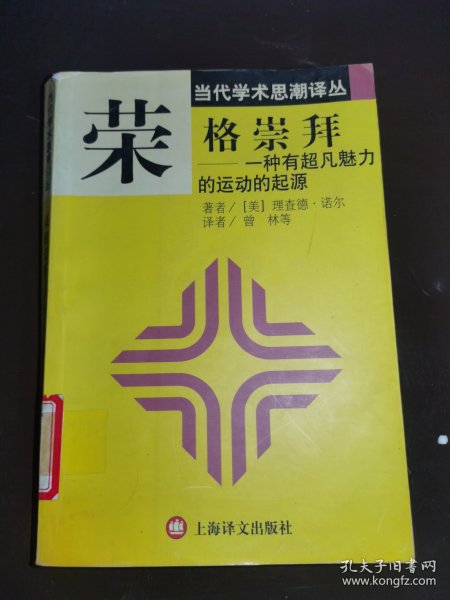 当代学术思潮译丛
荣格崇拜
——一种有超凡魅力
的运动的起源
著者/[美]理查德·诺尔
译者/曾 林等
上海译文出版社
孔夫子旧书网
www.kongfz.com